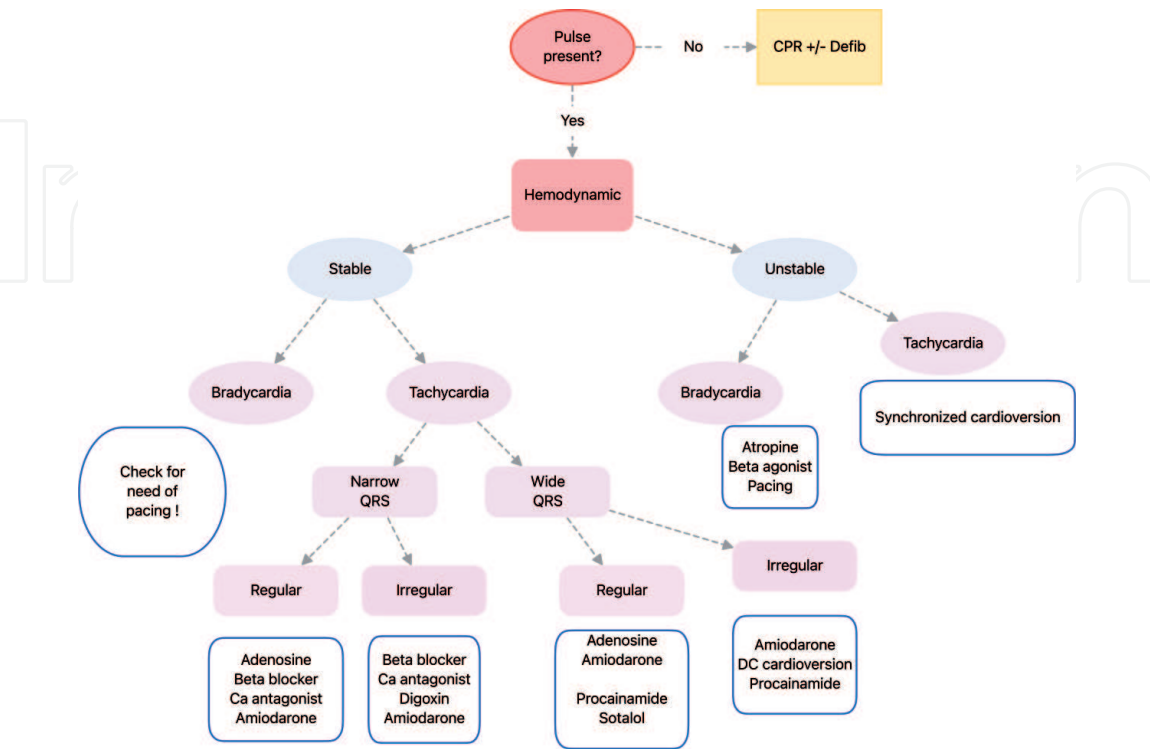 Pulse
present?
No
CPR +/- Defib
Yes
Hemodynamic
Stable
Unstable
Tachycardia
Bradycardia
Tachycardia
Bradycardia
Synchronized cardioversion
Check for
need of
pacing !
Atropine
Beta agonist
Pacing
Narrow
QRS
Wide
QRS
Regular
Irregular
Regular
Irregular
Adenosine
Beta blocker
Ca antagonist
Amiodarone
Beta blocker
Ca antagonist
Digoxin
Amiodarone
Adenosine
Amiodarone
Procainamide
Sotalol
Amiodarone
DC cardioversion
Procainamide